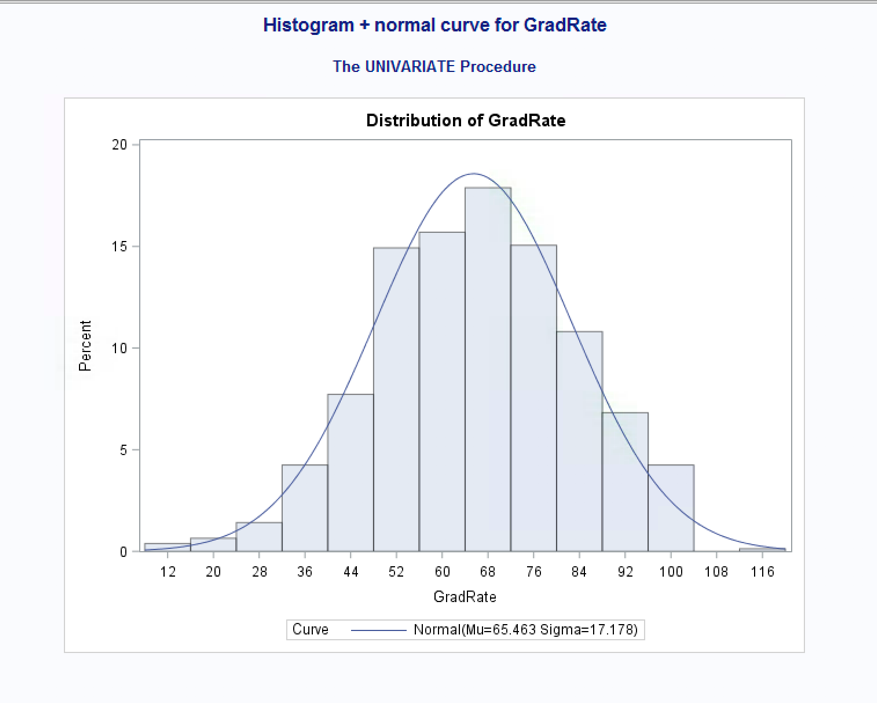 Histogram + normal curve for GradRate
The UNIVARIATE Procedure
Distribution of GradRate
20
15
10
5
0
Percent
12 20 28 36 44 52 60 68 76 84 92 100 108 116
GradRate
Curve Normal(Mu=65.463 Sigma=17.178)